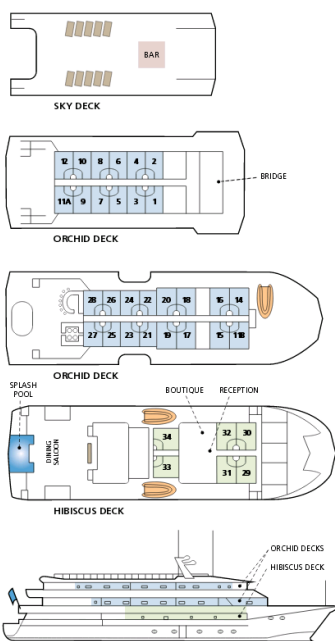 BAR
SKY DECK
12 10 8 6 4 2
11A 9 7 5 3 1
BRIDGE
ORCHID DECK
28 26 24 22 20 18 16 14
27 25 23 21 19 17 15 11B
ORCHID DECK
SPLASH
POOL
BOUTIQUE RECEPTION
DINING
SALOON
34 32 30
33 31 29
HIBISCUS DECK
ORCHID DECKS
HIBISCUS DECK